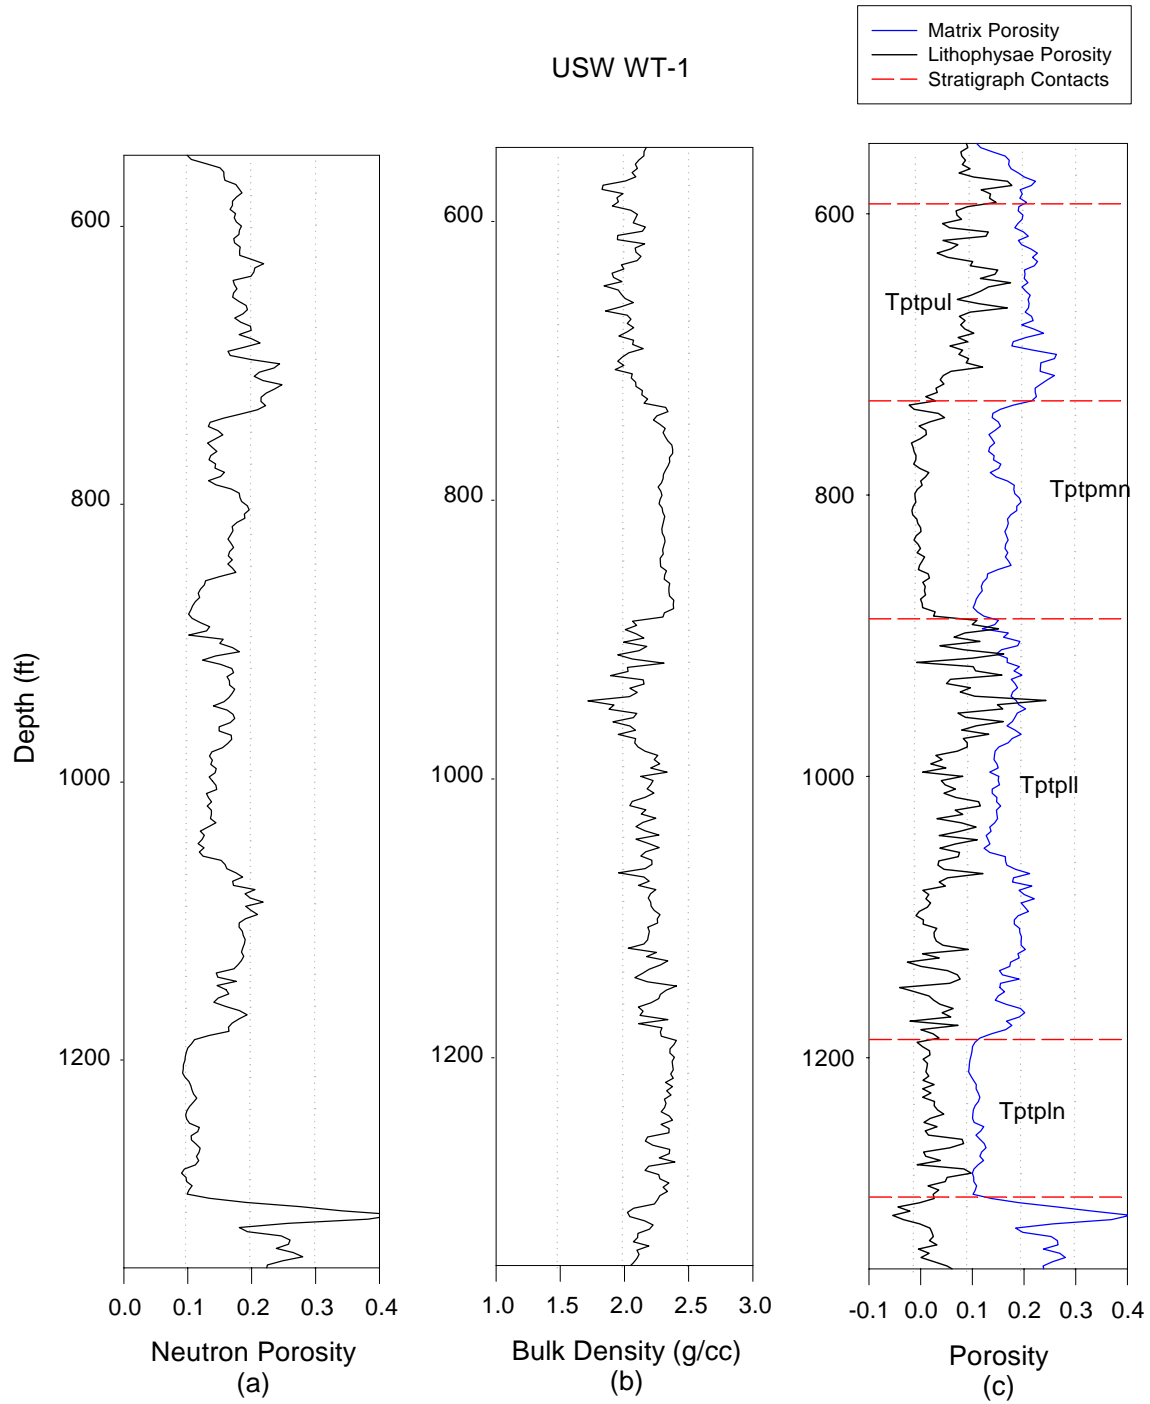 Matrix Porosity
Lithophysae Porosity
Stratigraph Contacts
USW WT-1
600
800
1000
1200
Depth (ft)
0.0 0.1 0.2 0.3 0.4
Neutron Porosity
(a)
600
800
1000
1200
1.0 1.5 2.0 2.5 3.0
Bulk Density (g/cc)
(b)
600
800
1000
1200
Tptpul
Tptpmn
Tptpll
Tptpln
-0.1 0.0 0.1 0.2 0.3 0.4
Porosity
(c)